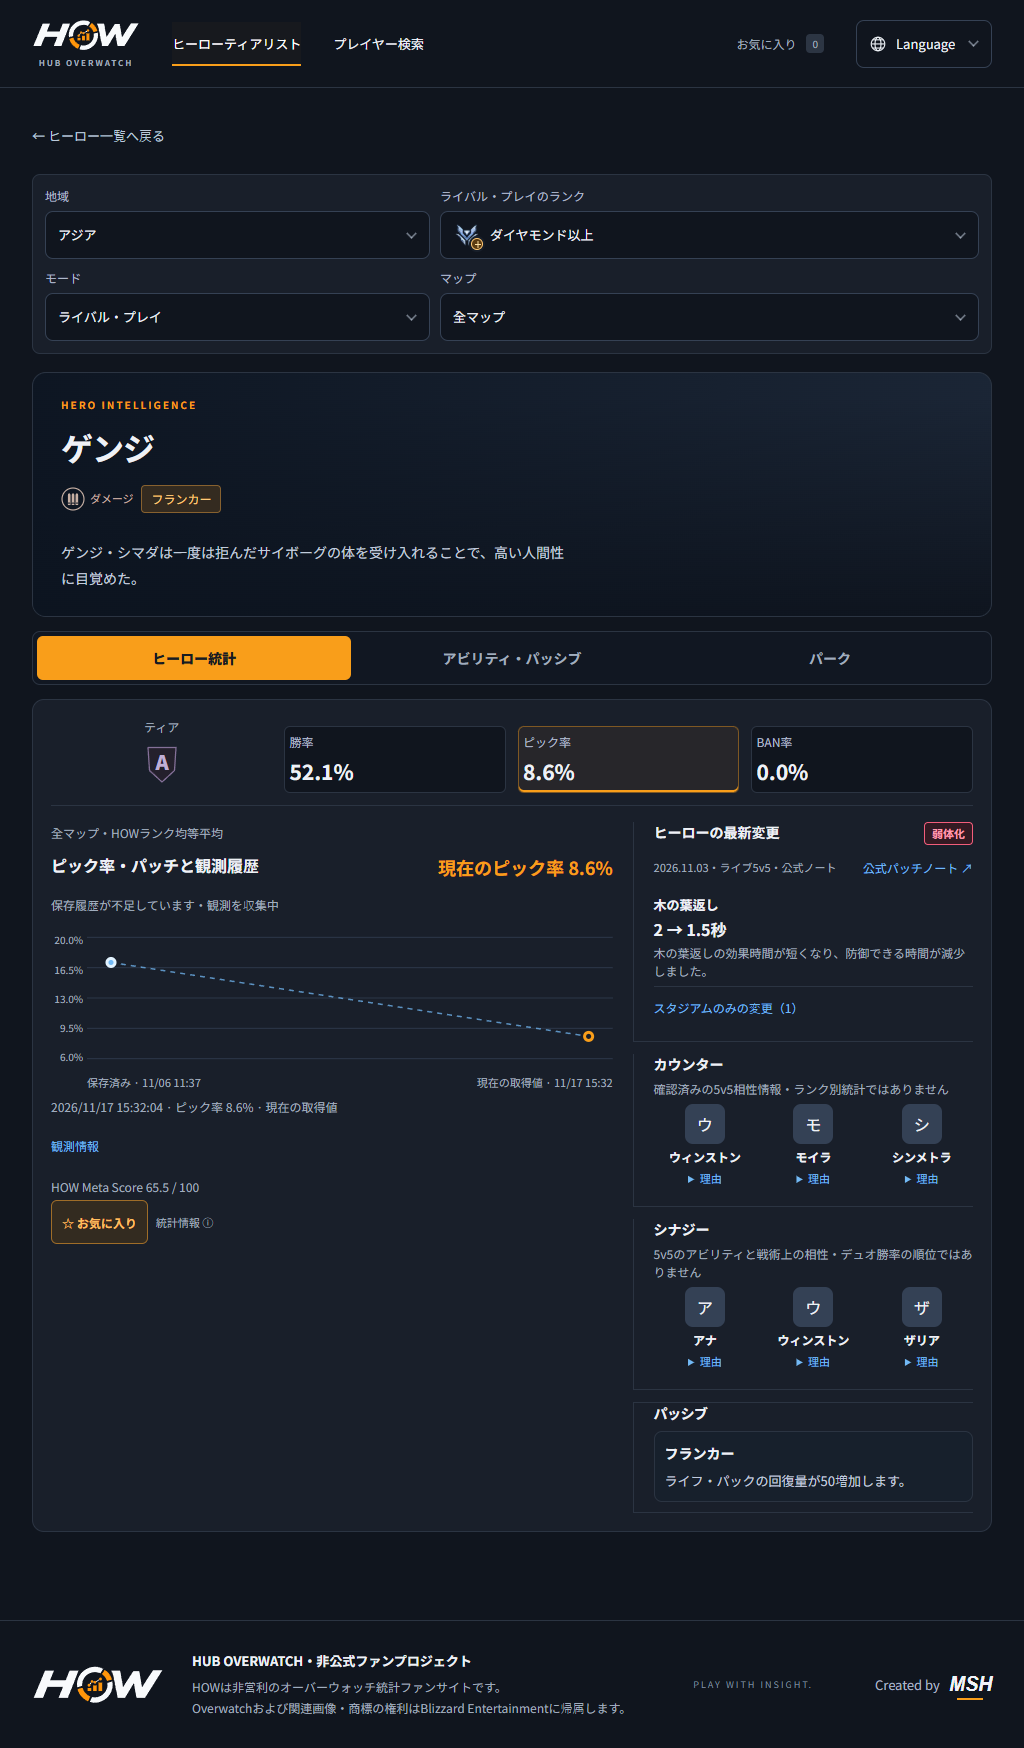 HOW
HUB OVERWATCH
ヒーローティアリスト
プレイヤー検索
お気に入り 0
Language
← ヒーロー一覧へ戻る
地域
アジア
ライバル・プレイのランク
ダイヤモンド以上
モード
ライバル・プレイ
マップ
全マップ
HERO INTELLIGENCE
ゲンジ
ダメージ
フランカー
ゲンジ・シマダは一度は拒んだサイボーグの体を受け入れることで、高い人間性
に目覚めた。
ヒーロー統計
アビリティ・パッシブ
パーク
ティア
A
勝率
52.1%
ピック率
8.6%
BAN率
0.0%
全マップ・HOWランク均等平均
ピック率・パッチと観測履歴
現在のピック率 8.6%
保存履歴が不足しています・観測を収集中
20.0%
16.5%
13.0%
9.5%
6.0%
保存済み · 11/06 11:37
現在の取得値 · 11/17 15:32
2026/11/17 15:32:04 · ピック率 8.6% · 現在の取得値
観測情報
HOW Meta Score 65.5 / 100
☆ お気に入り
統計情報 ⓘ
ヒーローの最新変更
弱体化
2026.11.03・ライブ5v5・公式ノート
公式パッチノート ↗
木の葉返し
2 → 1.5秒
木の葉返しの効果時間が短くなり、防御できる時間が減少
しました。
スタジアムのみの変更（1）
カウンター
確認済みの5v5相性情報・ランク別統計ではありません
ウ
モ
シ
ウィンストン
モイラ
シンメトラ
▶ 理由
▶ 理由
▶ 理由
シナジー
5v5のアビリティと戦術上の相性・デュオ勝率の順位ではあ
りません
ア
ウ
ザ
アナ
ウィンストン
ザリア
▶ 理由
▶ 理由
▶ 理由
パッシブ
フランカー
ライフ・パックの回復量が50増加します。
HOW
HUB OVERWATCH・非公式ファンプロジェクト
HOWは非営利のオーバーウォッチ統計ファンサイトです。
Overwatchおよび関連画像・商標の権利はBlizzard Entertainmentに帰属します。
PLAY WITH INSIGHT.
Created by MSH